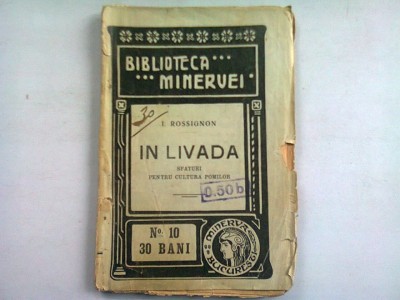 BIBLIOTECA
MINERVEI
30
I. ROSSIGNON
IN LIVADA
SFATURI
PENTRU CULTURA POMILOR
0.50 b
No. 10
30 BANI
MINERVA
BUCURESTI